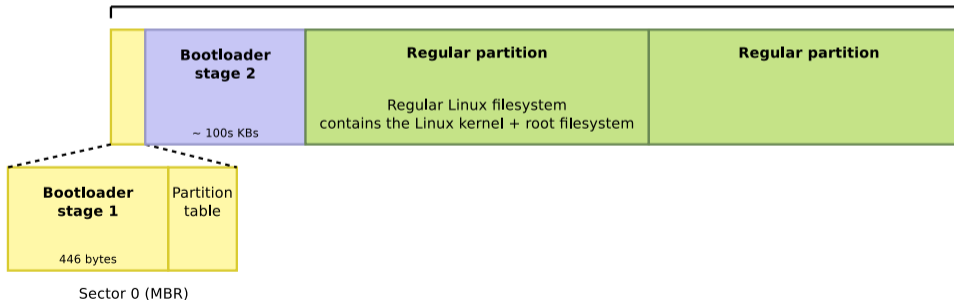 Bootloader
stage 2
~ 100s KBs
Regular partition
Regular Linux filesystem
contains the Linux kernel + root filesystem
Regular partition
Bootloader
stage 1
446 bytes
Partition
table
Sector 0 (MBR)